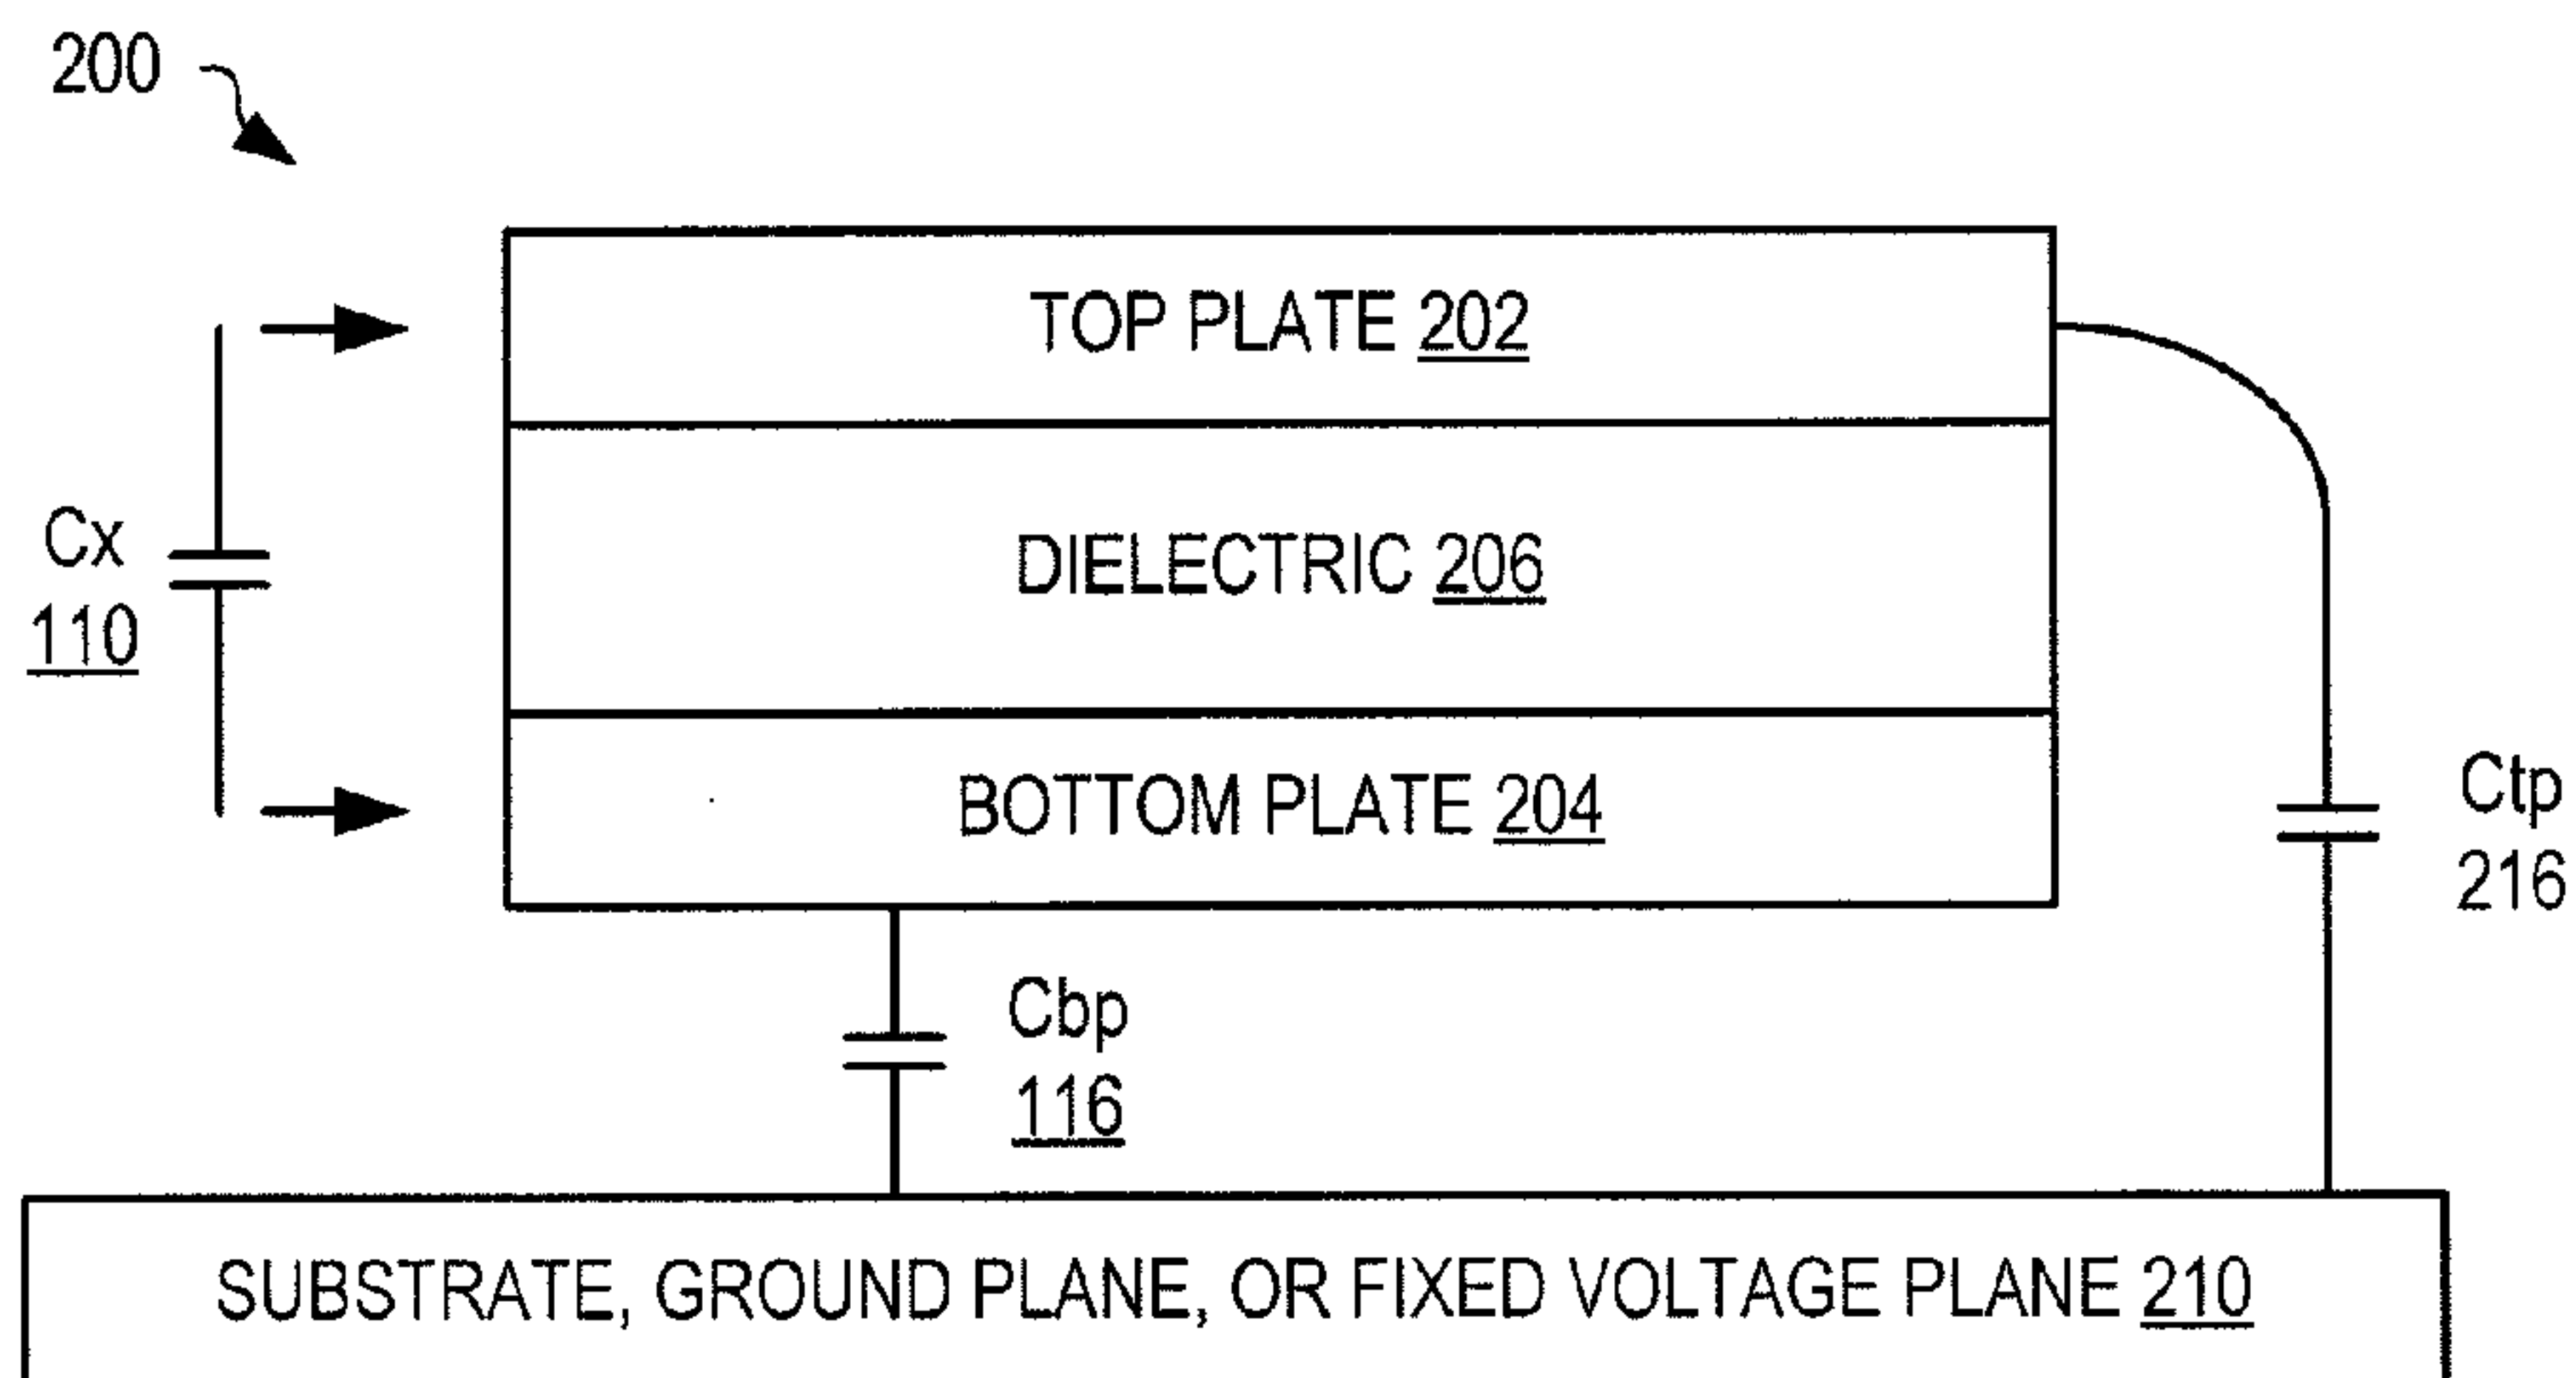 200
TOP PLATE 202
Cx
110
DIELECTRIC 206
BOTTOM PLATE 204
Ctp
216
Cbp
116
SUBSTRATE, GROUND PLANE, OR FIXED VOLTAGE PLANE 210